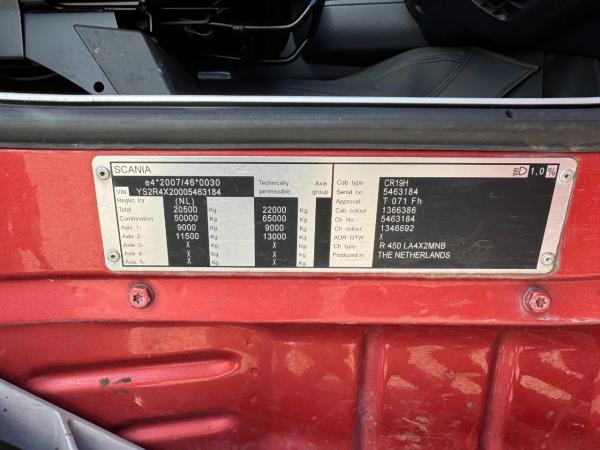 SCANIA
e4*2007/46*0030
VIN YS2R4X20005463184
Technically permissible
Axle group
Regist. for (NL)
Total 20500 Kg 22000 Kg
Combination 50000 Kg 65000 Kg
Axle 1- 9000 Kg 9000 Kg
Axle 2- 11500 Kg 13000 Kg
Axle 3- X Kg X Kg
Axle 4- X Kg X Kg
Axle 5- X Kg X Kg
1,0 %
Cab type CR19H
Serial no 5463184
Approval T 071 Fh
Cab colour 1366386
Ch. No 5463184
Ch. colour 1346692
ADR GTW X
Ch. type R 450 LA4X2MNB
Produced in THE NETHERLANDS